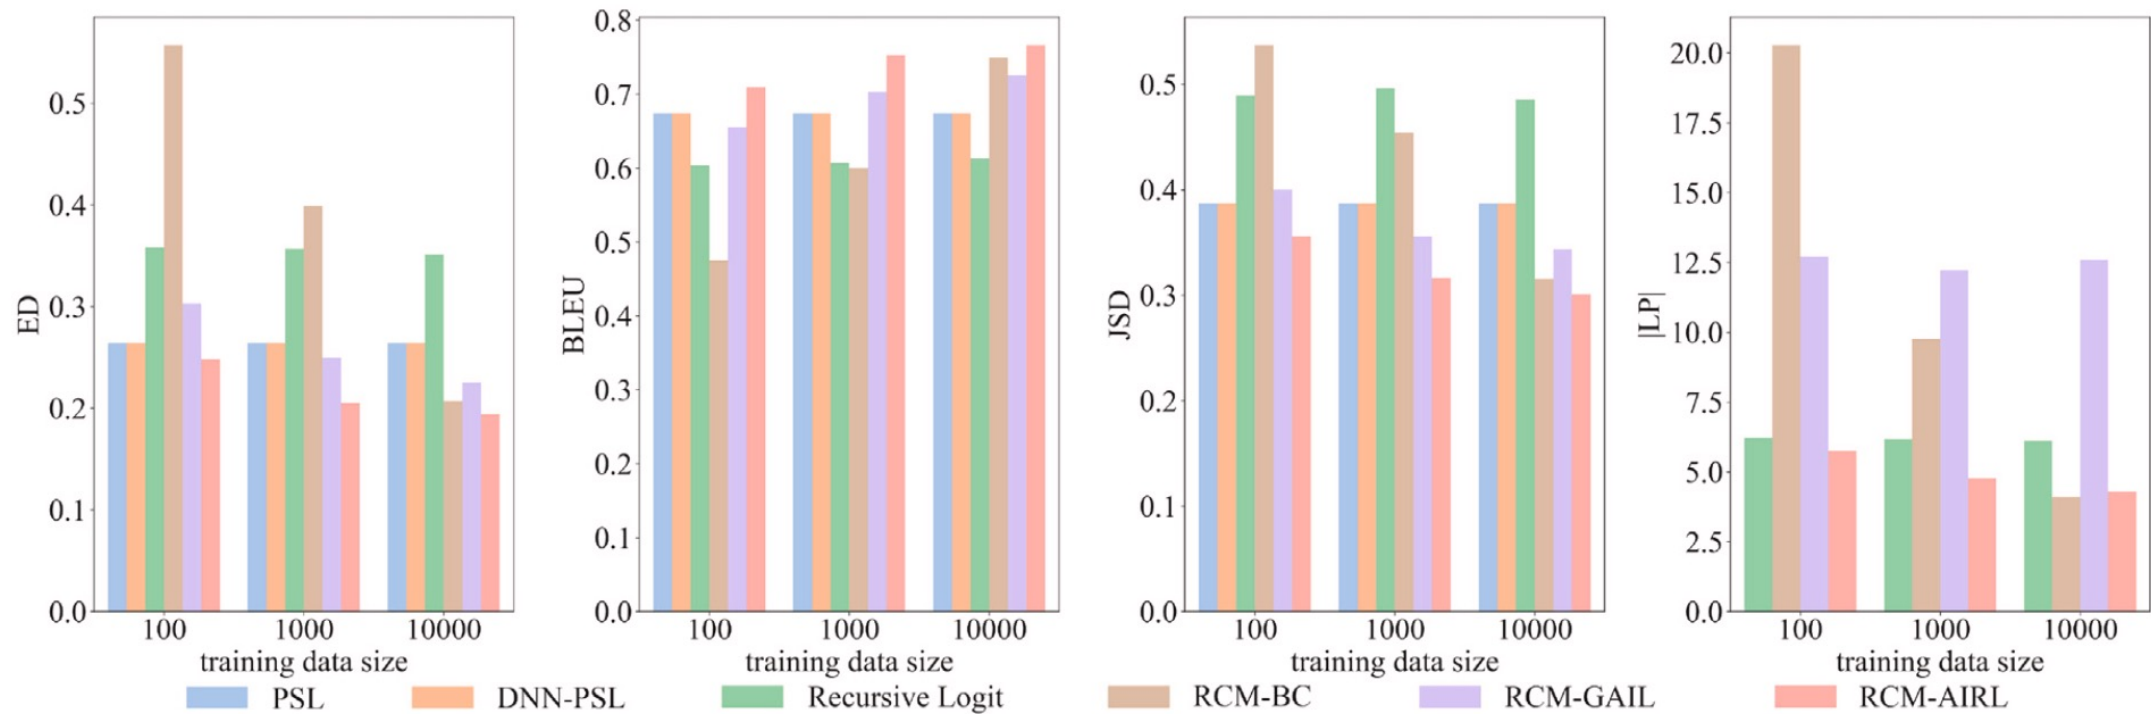 ED
0.5
0.4
0.3
0.2
0.1
0.0
100 1000 10000
training data size
BLEU
0.8
0.7
0.6
0.5
0.4
0.3
0.2
0.1
0.0
100 1000 10000
training data size
JSD
0.5
0.4
0.3
0.2
0.1
0.0
100 1000 10000
training data size
|LP|
20.0
17.5
15.0
12.5
10.0
7.5
5.0
2.5
0.0
100 1000 10000
training data size
PSL DNN-PSL Recursive Logit RCM-BC RCM-GAIL RCM-AIRL